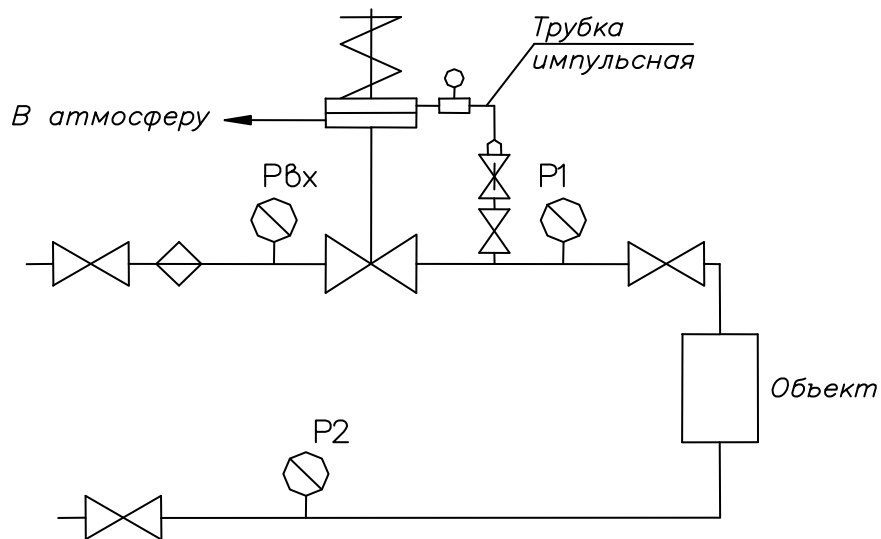 Трубка
импульсная
В атмосферу
Рвх
Р1
Объект
Р2